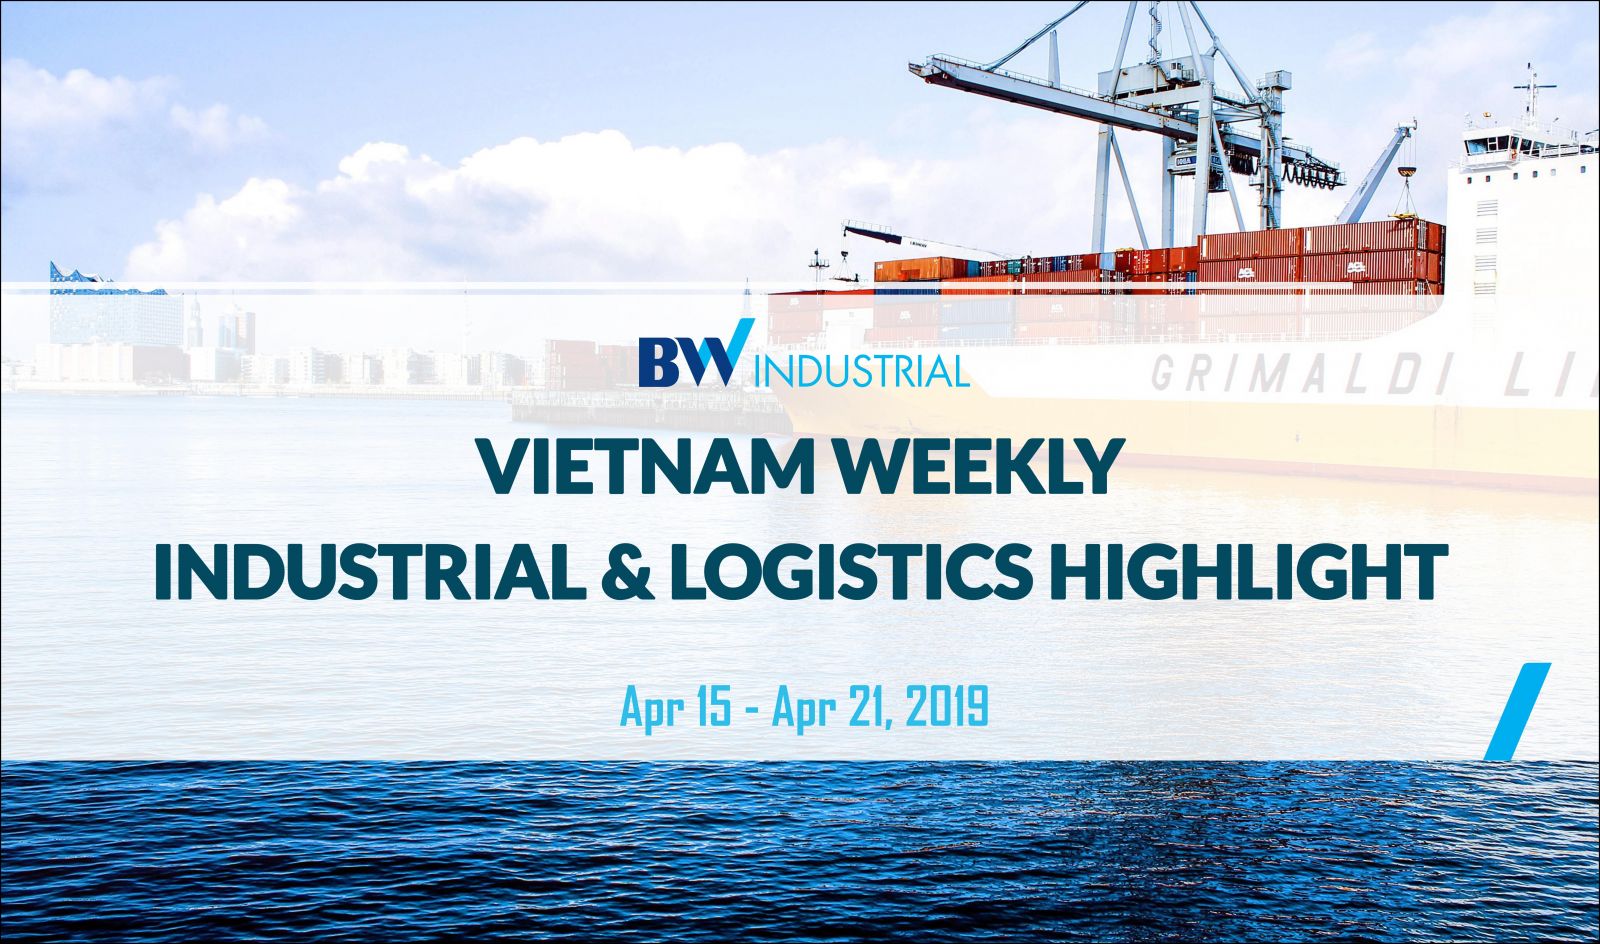 BW INDUSTRIAL
GRIMALDI LI
VIETNAM WEEKLY
INDUSTRIAL & LOGISTICS HIGHLIGHT
Apr 15 - Apr 21, 2019